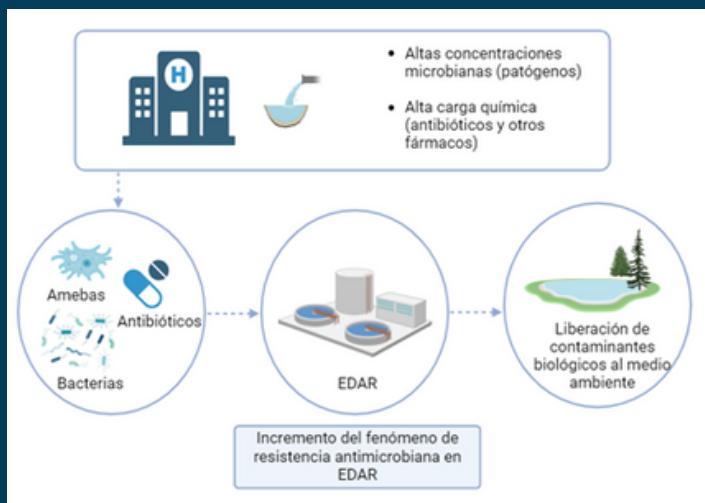 H
• Altas concentraciones
microbianas (patógenos)
• Alta carga química
(antibióticos y otros
fármacos)
Amebas
Antibióticos
Bacterias
EDAR
Liberación de
contaminantes
biológicos al medio
ambiente
Incremento del fenómeno de
resistencia antimicrobiana en
EDAR